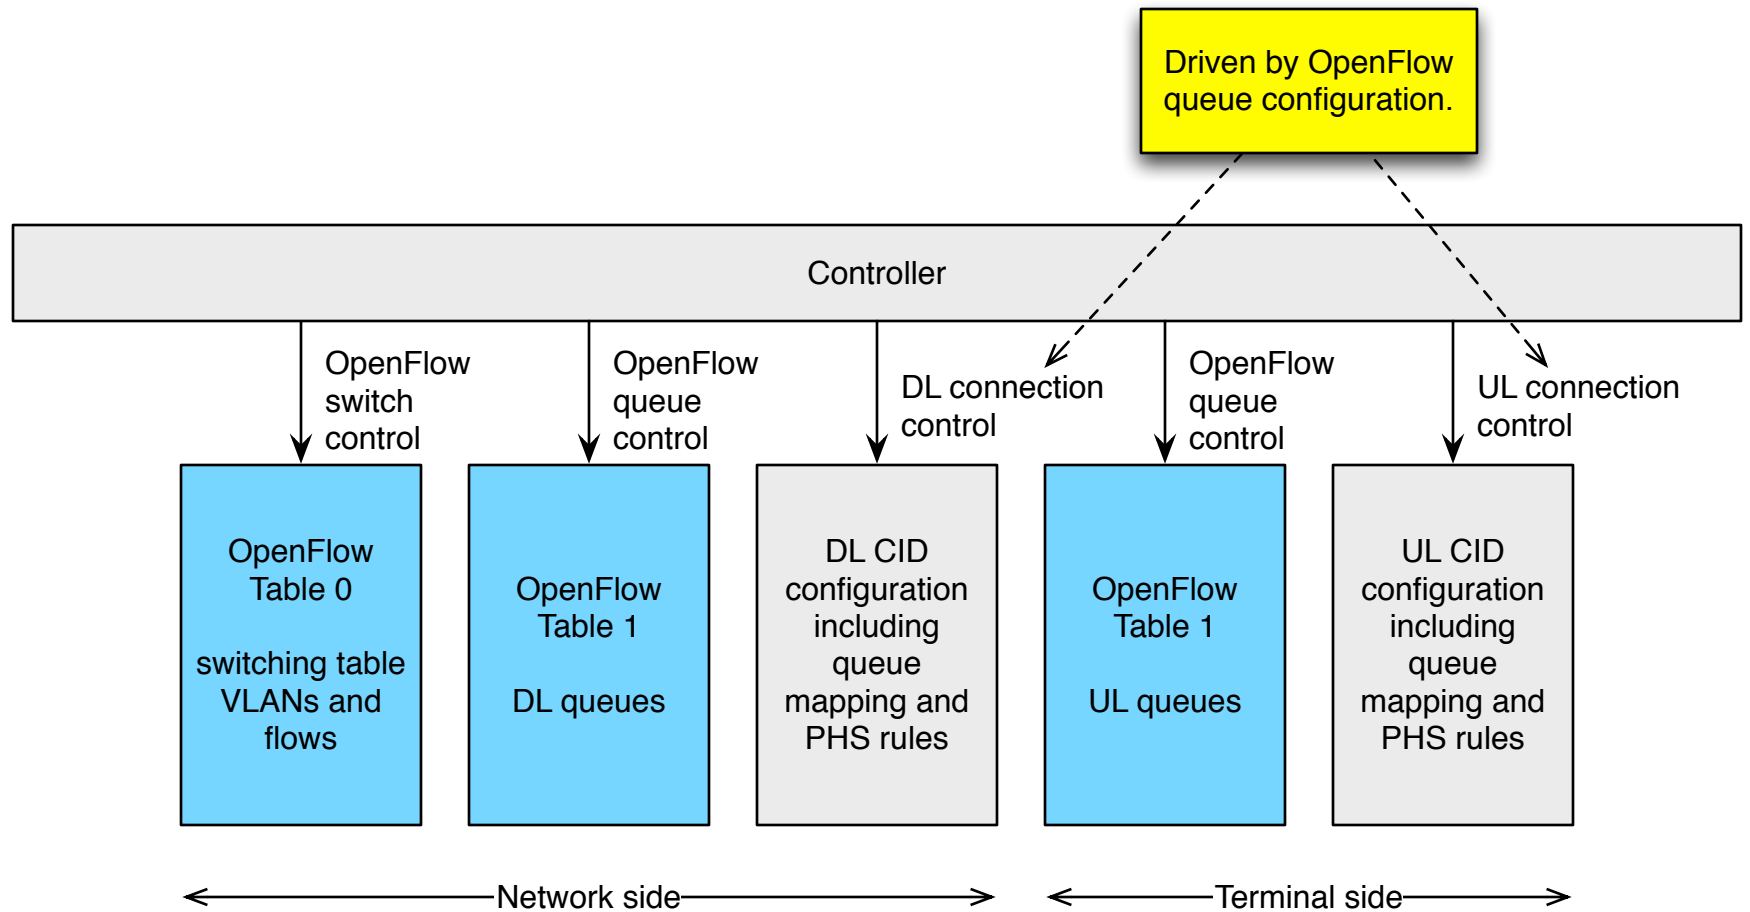 Driven by OpenFlow
queue configuration.
Controller
OpenFlow
switch
control
OpenFlow
queue
control
DL connection
control
OpenFlow
queue
control
UL connection
control
OpenFlow
Table 0
switching table
VLANs and
flows
OpenFlow
Table 1
DL queues
DL CID
configuration
including
queue
mapping and
PHS rules
OpenFlow
Table 1
UL queues
UL CID
configuration
including
queue
mapping and
PHS rules
Network side
Terminal side